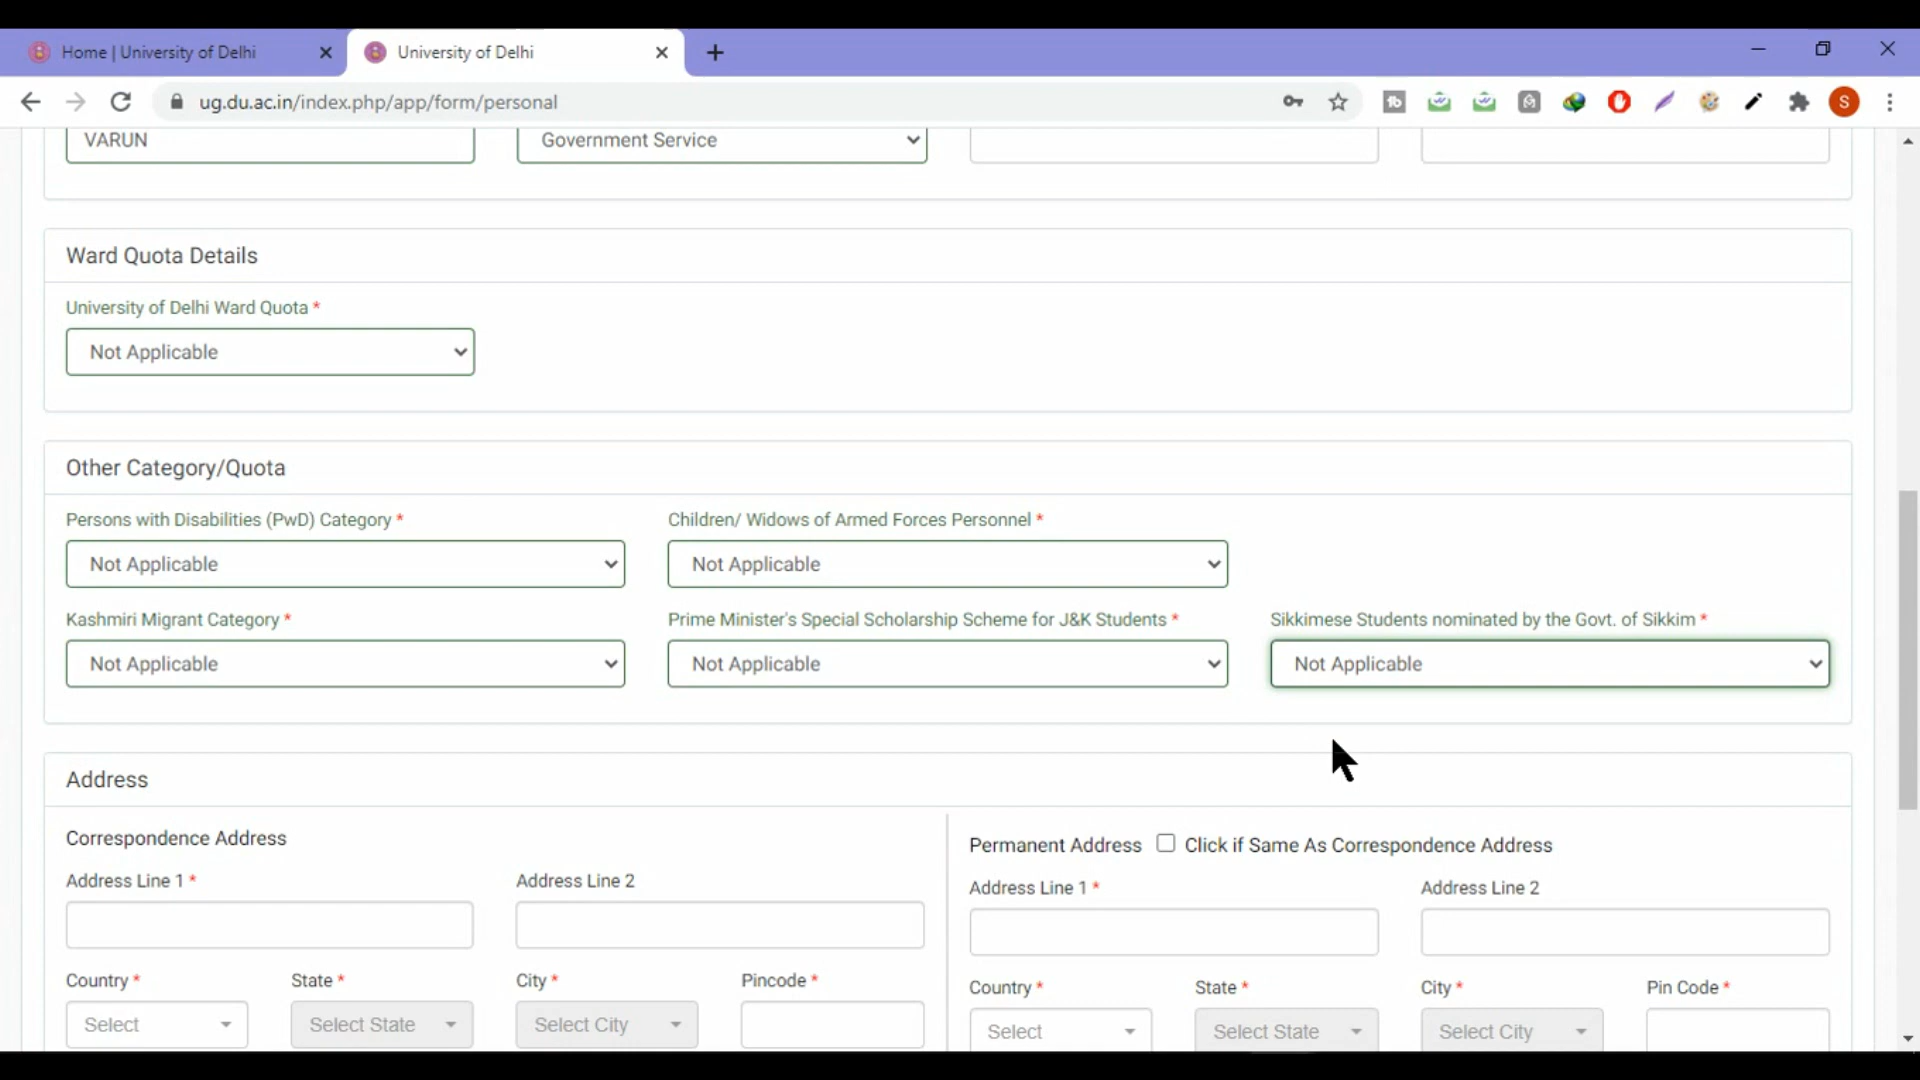 Home | University of Delhi
University of Delhi
ug.du.ac.in/index.php/app/form/personal
S
VARUN
Government Service
Ward Quota Details
University of Delhi Ward Quota *
Not Applicable
Other Category/Quota
Persons with Disabilities (PwD) Category *
Children/ Widows of Armed Forces Personnel *
Not Applicable
Not Applicable
Kashmiri Migrant Category *
Prime Minister's Special Scholarship Scheme for J&K Students *
Sikkimese Students nominated by the Govt. of Sikkim *
Not Applicable
Not Applicable
Not Applicable
Address
Correspondence Address
Permanent Address
Click if Same As Correspondence Address
Address Line 1 *
Address Line 2
Address Line 1 *
Address Line 2
Country *
State *
City *
Pincode *
Country *
State *
City *
Pin Code *
Select
Select State
Select City
Select
Select State
Select City